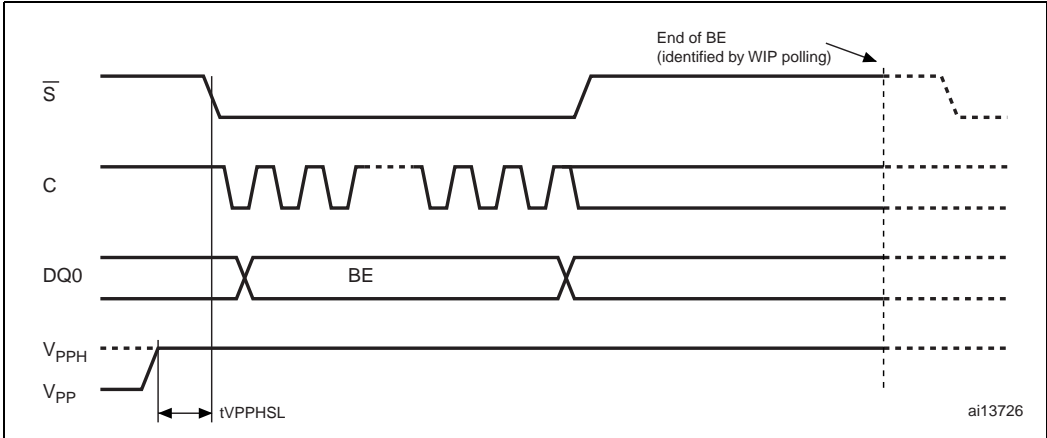 End of BE
(identified by WIP polling)
S̅
C
DQ0
BE
VPPH
VPP
tVPPHSL
ai13726